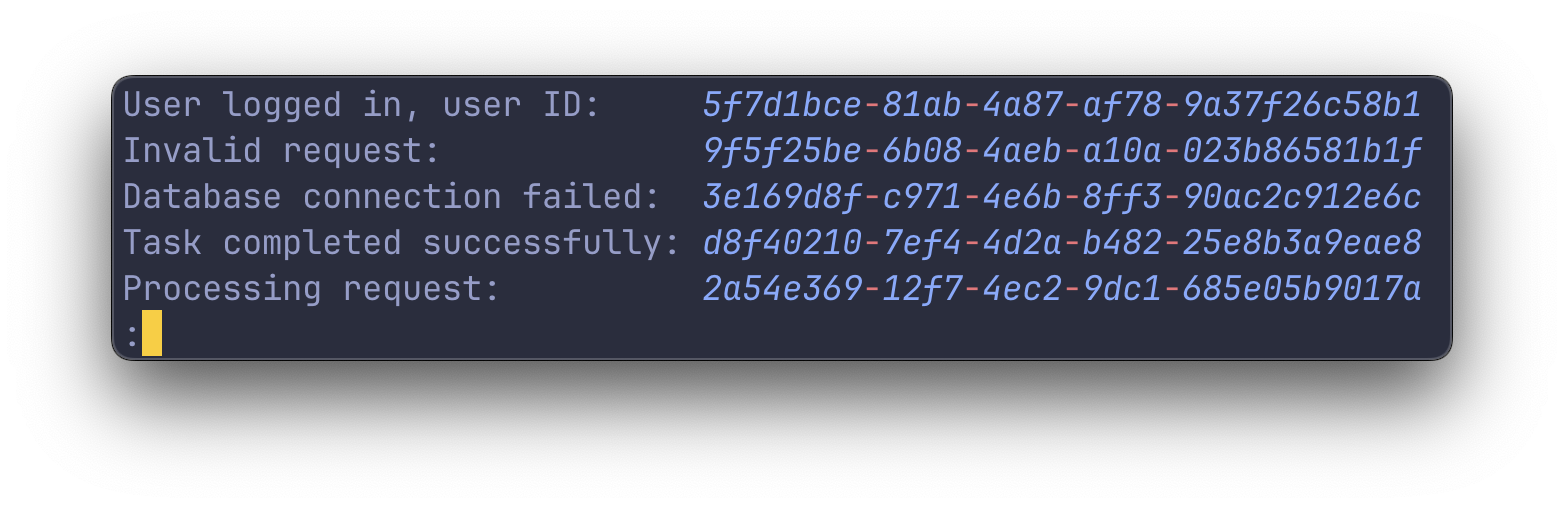 User logged in, user ID:     5f7d1bce-81ab-4a87-af78-9a37f26c58b1
Invalid request:             9f5f25be-6b08-4aeb-a10a-023b86581b1f
Database connection failed:  3e169d8f-c971-4e6b-8ff3-90ac2c912e6c
Task completed successfully: d8f40210-7ef4-4d2a-b482-25e8b3a9eae8
Processing request:          2a54e369-12f7-4ec2-9dc1-685e05b9017a
: